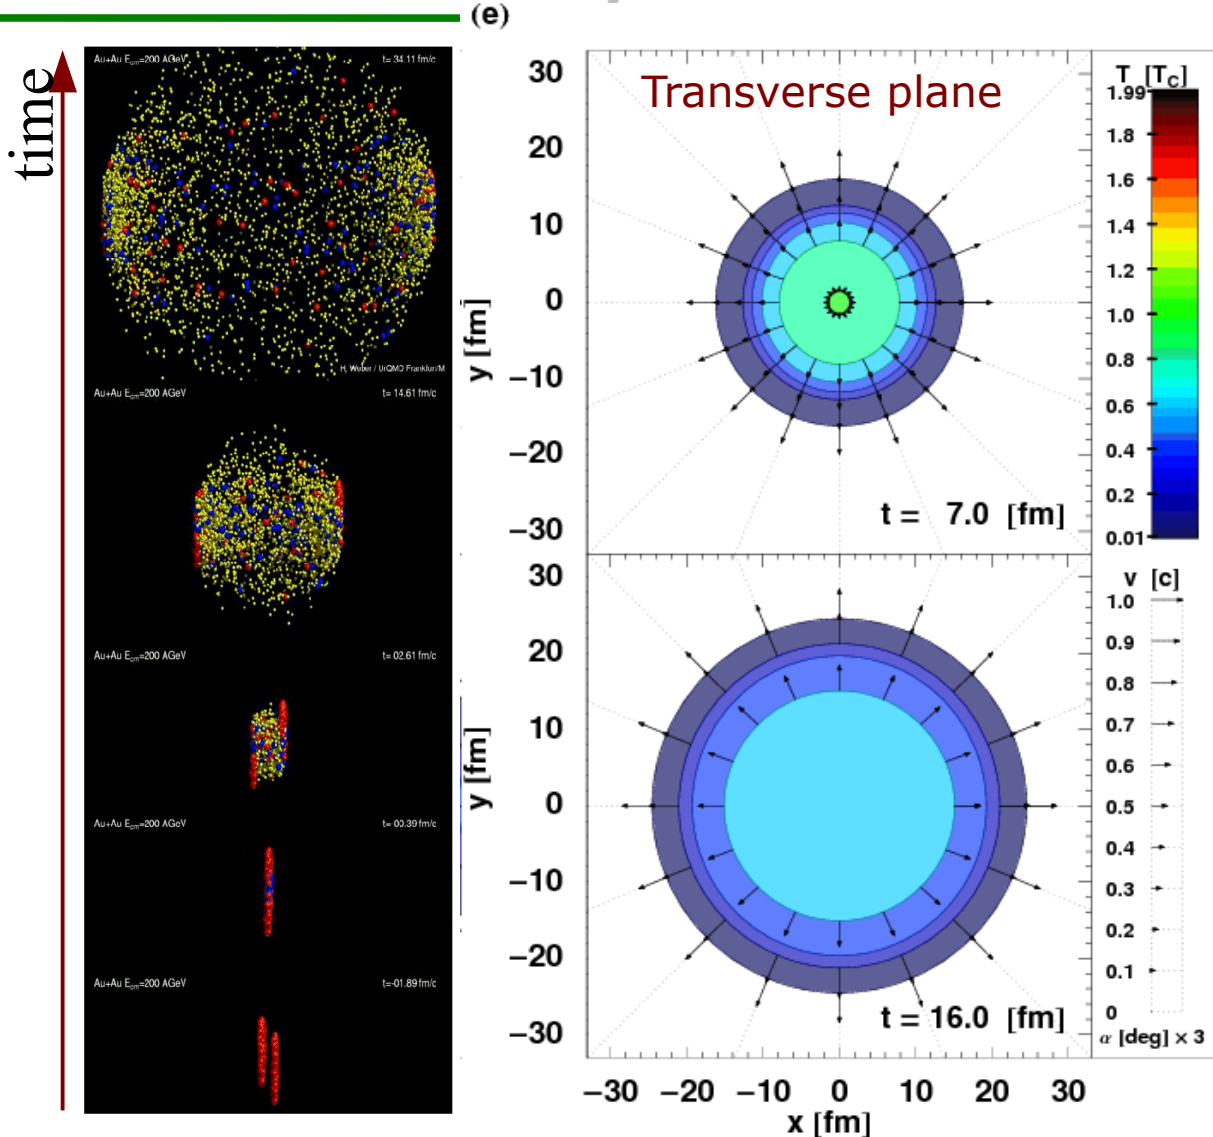 (e)
time
Au+Au Ecm=200 AGeV
t= 34.11 fm/c
H. Weber / UrQMD Frankfurt/M
Au+Au Ecm=200 AGeV
t= 14.61 fm/c
Au+Au Ecm=200 AGeV
t= 02.61 fm/c
Au+Au Ecm=200 AGeV
t= 00.39 fm/c
Au+Au Ecm=200 AGeV
t=-01.89 fm/c
Transverse plane
y [fm]
30
20
10
0
−10
−20
−30
t = 7.0 [fm]
y [fm]
30
20
10
0
−10
−20
−30
t = 16.0 [fm]
−30 −20 −10 0 10 20 30
x [fm]
T [TC]
1.99
1.8
1.6
1.4
1.2
1.0
0.8
0.6
0.4
0.2
0.01
v [c]
1.0
0.9
0.8
0.7
0.6
0.5
0.4
0.3
0.2
0.1
0
α [deg] × 3